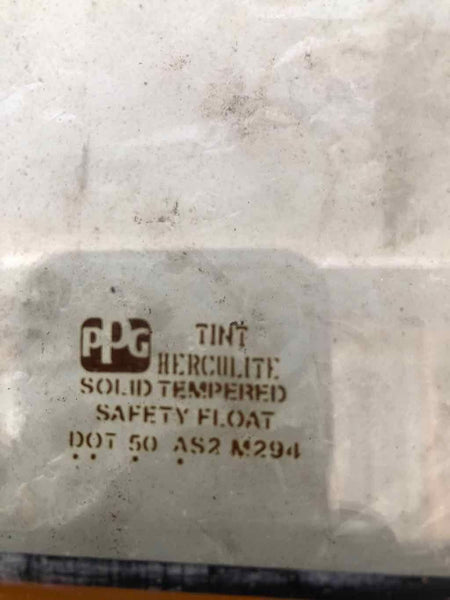 PPG TINT
HERCULITE
SOLID TEMPERED
SAFETY FLOAT
DOT 50 AS2 M294